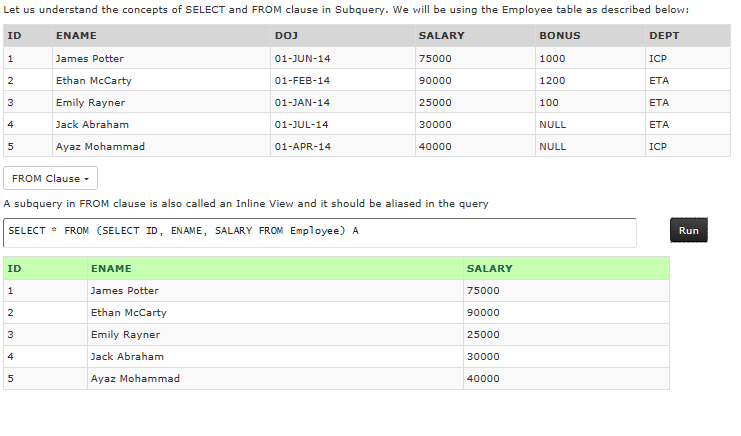 Let us understand the concepts of SELECT and FROM clause in Subquery. We will be using the Employee table as described below:
ID ENAME DOJ SALARY BONUS DEPT
1 James Potter 01-JUN-14 75000 1000 ICP
2 Ethan McCarty 01-FEB-14 90000 1200 ETA
3 Emily Rayner 01-JAN-14 25000 100 ETA
4 Jack Abraham 01-JUL-14 30000 NULL ETA
5 Ayaz Mohammad 01-APR-14 40000 NULL ICP
FROM Clause
A subquery in FROM clause is also called an Inline View and it should be aliased in the query
SELECT * FROM (SELECT ID, ENAME, SALARY FROM Employee) A
Run
ID ENAME SALARY
1 James Potter 75000
2 Ethan McCarty 90000
3 Emily Rayner 25000
4 Jack Abraham 30000
5 Ayaz Mohammad 40000